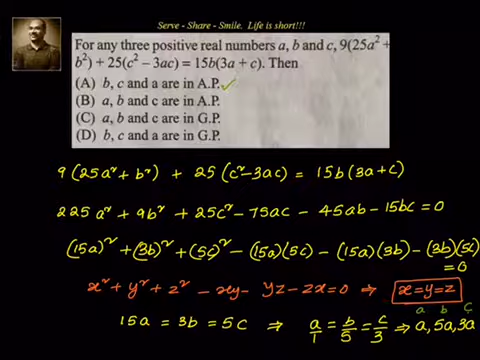 Serve - Share - Smile. Life is short!!!
For any three positive real numbers a, b and c, 9(25a² +
b²) + 25(c² − 3ac) = 15b(3a + c). Then
(A) b, c and a are in A.P. ✓
(B) a, b and c are in A.P.
(C) a, b and c are in G.P.
(D) b, c and a are in G.P.
9(25a² + b²) + 25(c² − 3ac) = 15b(3a + c)
225a² + 9b² + 25c² − 75ac − 45ab − 15bc = 0
(15a)² + (3b)² + (5c)² − (15a)(5c) − (15a)(3b) − (3b)(5c) = 0
x² + y² + z² − xy − yz − zx = 0 ⇒ x = y = z
a b c
15a = 3b = 5c ⇒ a/1 = b/5 = c/3 ⇒ a, 5a, 3a